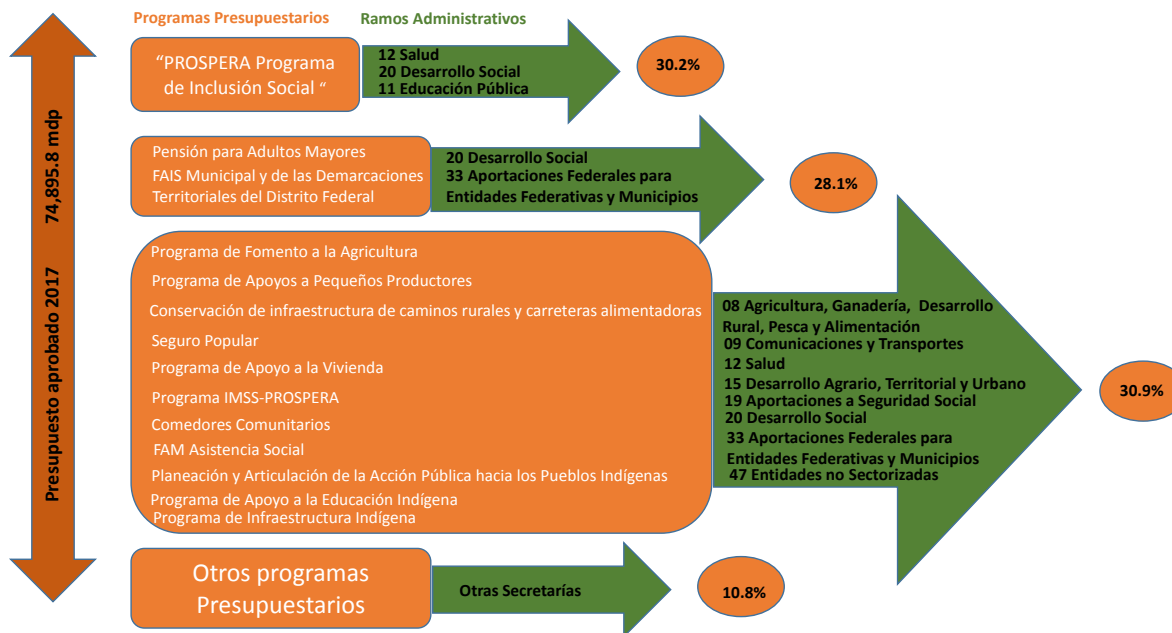 Programas Presupuestarios
Ramos Administrativos
Presupuesto aprobado 2017 74,895.8 mdp
“PROSPERA Programa
de Inclusión Social “
12 Salud
20 Desarrollo Social
11 Educación Pública
30.2%
Pensión para Adultos Mayores
FAIS Municipal y de las Demarcaciones
Territoriales del Distrito Federal
20 Desarrollo Social
33 Aportaciones Federales para
Entidades Federativas y Municipios
28.1%
Programa de Fomento a la Agricultura
Programa de Apoyos a Pequeños Productores
Conservación de infraestructura de caminos rurales y carreteras alimentadoras
Seguro Popular
Programa de Apoyo a la Vivienda
Programa IMSS-PROSPERA
Comedores Comunitarios
FAM Asistencia Social
Planeación y Articulación de la Acción Pública hacia los Pueblos Indígenas
Programa de Apoyo a la Educación Indígena
Programa de Infraestructura Indígena
08 Agricultura, Ganadería, Desarrollo
Rural, Pesca y Alimentación
09 Comunicaciones y Transportes
12 Salud
15 Desarrollo Agrario, Territorial y Urbano
19 Aportaciones a Seguridad Social
20 Desarrollo Social
33 Aportaciones Federales para
Entidades Federativas y Municipios
47 Entidades no Sectorizadas
30.9%
Otros programas
Presupuestarios
Otras Secretarías
10.8%